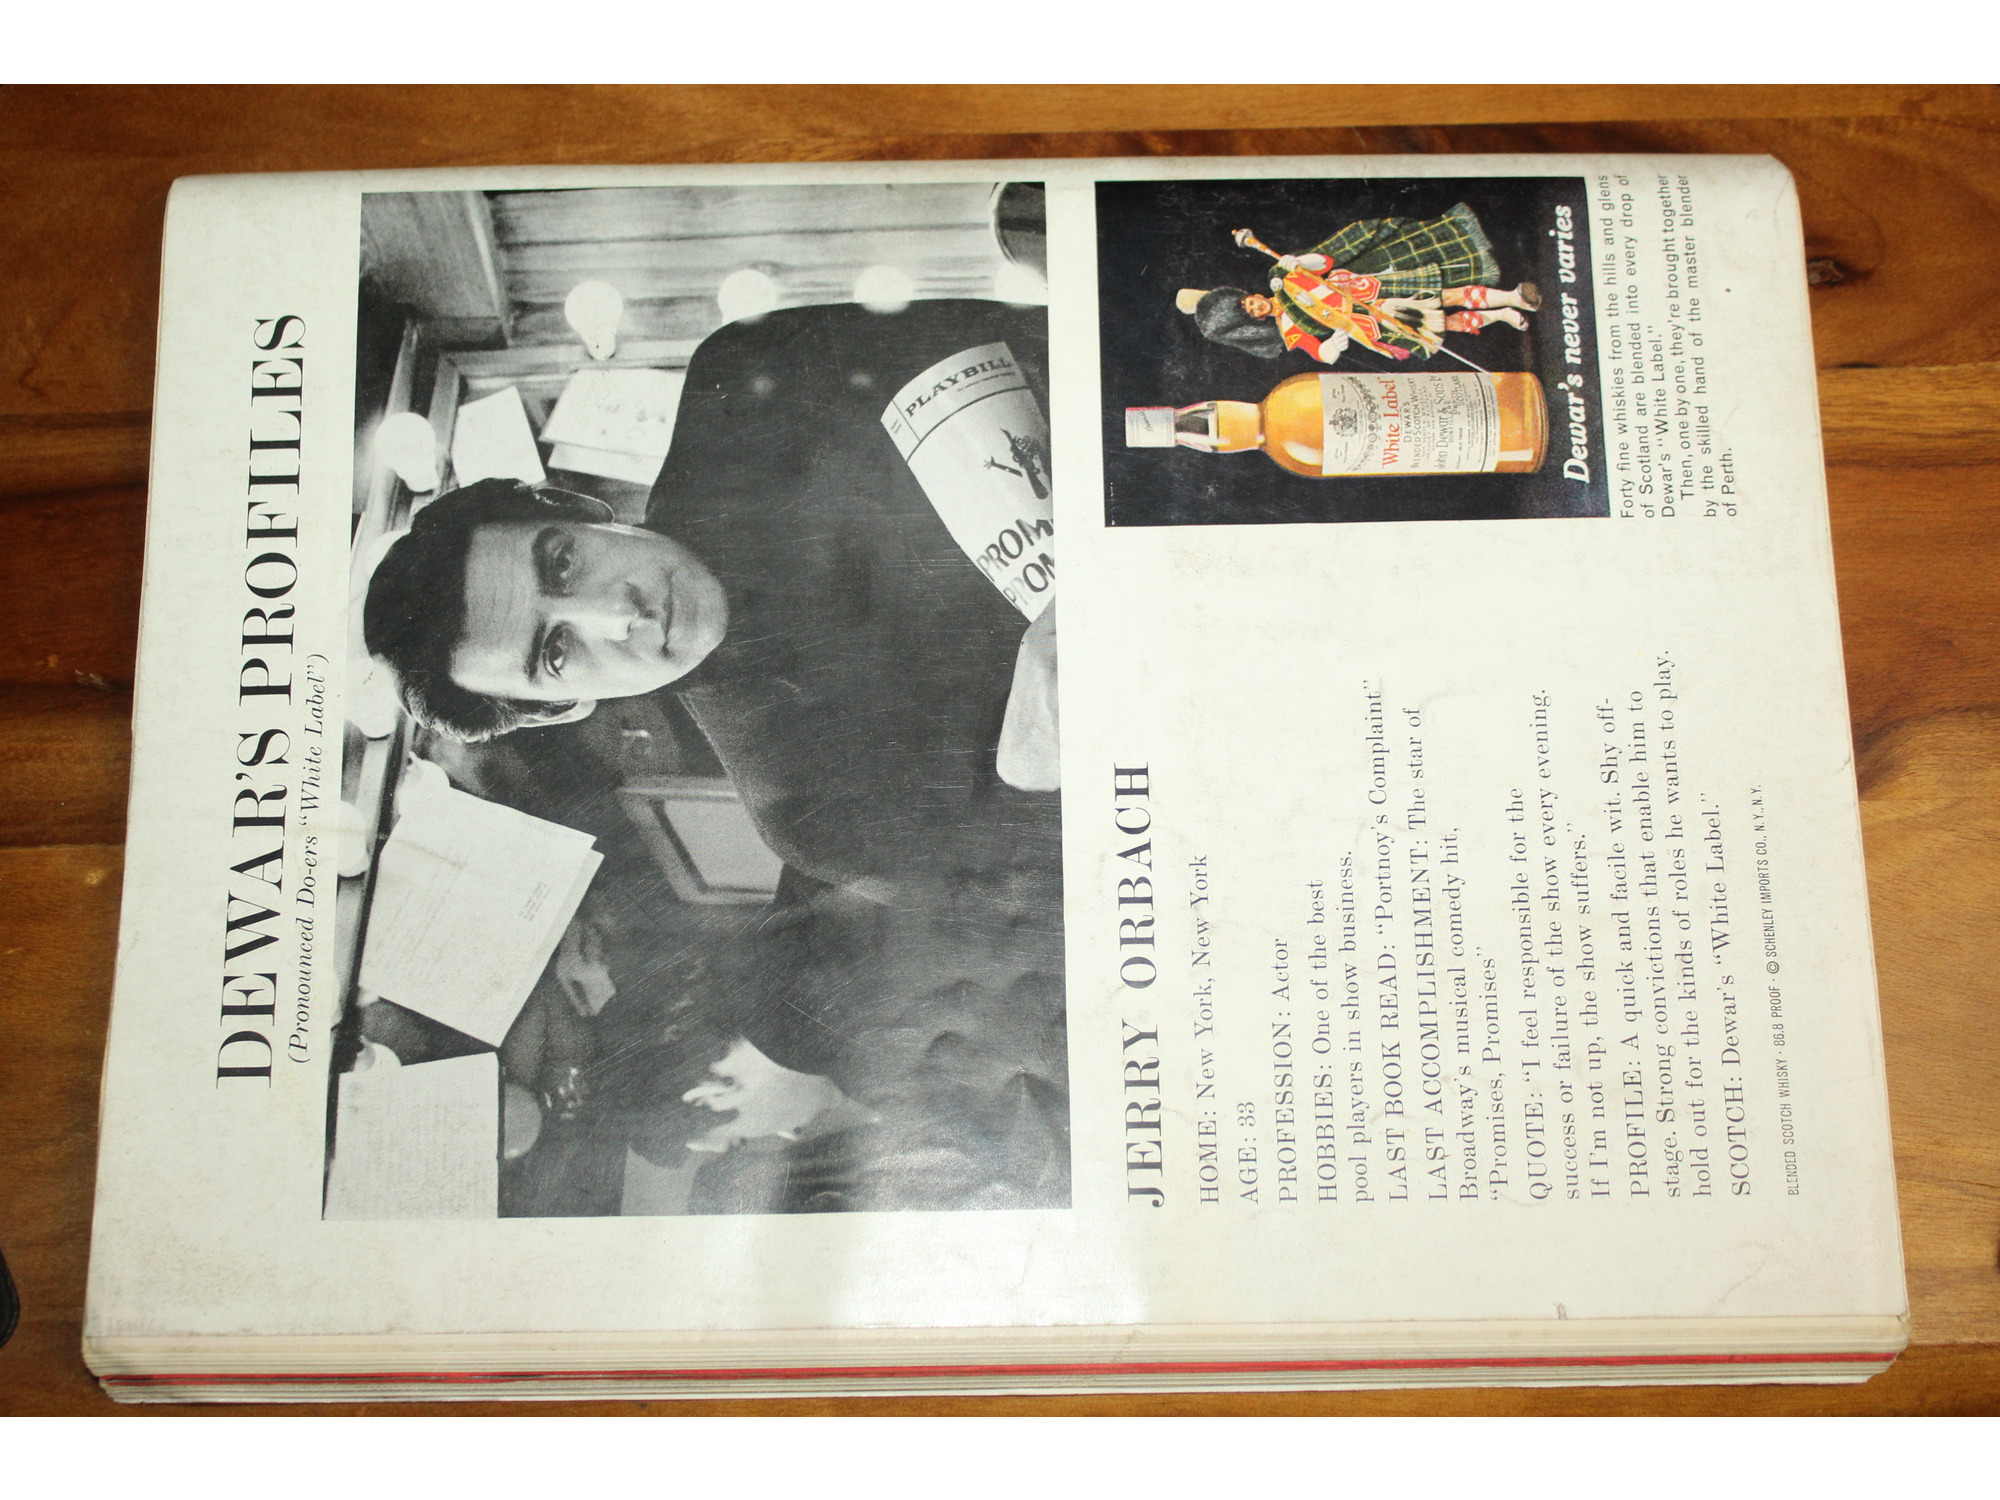 DEWAR'S PROFILES
(Pronounced Do-ers "White Label")
PLAYBILL
PROM
PROM
JERRY ORBACH
HOME: New York, New York
AGE: 33
PROFESSION: Actor
HOBBIES: One of the best
pool players in show business.
LAST BOOK READ: "Portnoy's Complaint"
LAST ACCOMPLISHMENT: The star of
Broadway's musical comedy hit,
"Promises, Promises"
QUOTE: "I feel responsible for the
success or failure of the show every evening.
If I'm not up, the show suffers."
PROFILE: A quick and facile wit. Shy off-
stage. Strong convictions that enable him to
hold out for the kinds of roles he wants to play.
SCOTCH: Dewar's "White Label."
BLENDED SCOTCH WHISKY · 86.8 PROOF · © SCHENLEY IMPORTS CO., N.Y., N.Y.
White Label
DEWAR'S
BLENDED SCOTCH WHISKY
John Dewar & Sons
Dewar's never varies
Forty fine whiskies from the hills and glens
of Scotland are blended into every drop of
Dewar's "White Label."
Then, one by one, they're brought together
by the skilled hand of the master blender
of Perth.